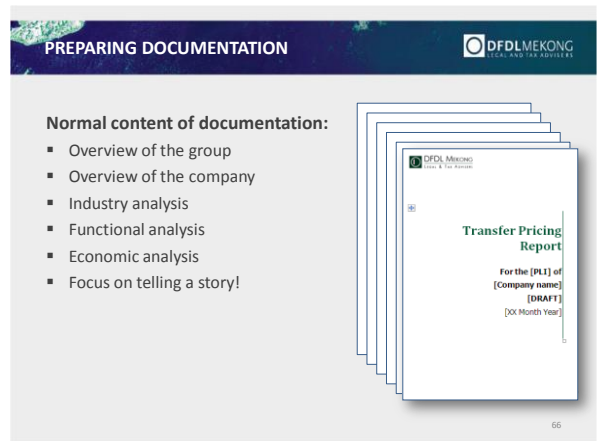 PREPARING DOCUMENTATION
DFDLMEKONG
LEGAL AND TAX ADVISERS
Normal content of documentation:
▪ Overview of the group
▪ Overview of the company
▪ Industry analysis
▪ Functional analysis
▪ Economic analysis
▪ Focus on telling a story!
DFDL MEKONG
Legal & Tax Advisers
Transfer Pricing
Report
For the [PLI] of
[Company name]
[DRAFT]
[XX Month Year]
66